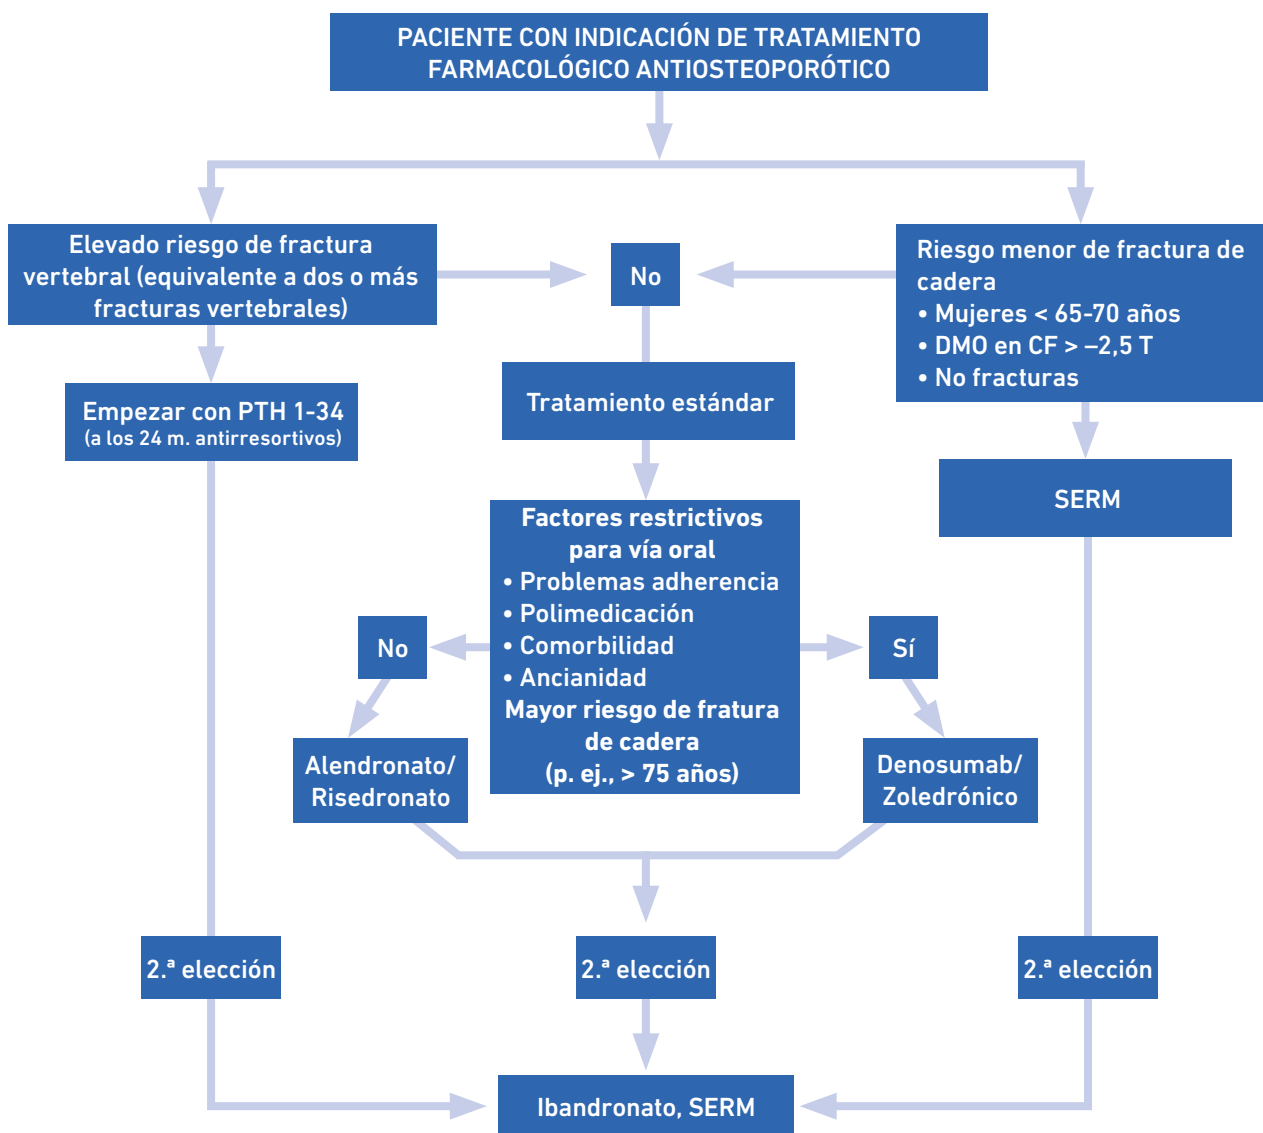 PACIENTE CON INDICACIÓN DE TRATAMIENTO
FARMACOLÓGICO ANTIOSTEOPORÓTICO
Elevado riesgo de fractura
vertebral (equivalente a dos o más
fracturas vertebrales)
No
Riesgo menor de fractura de
cadera
• Mujeres < 65-70 años
• DMO en CF > –2,5 T
• No fracturas
Empezar con PTH 1-34
(a los 24 m. antirresortivos)
Tratamiento estándar
SERM
Factores restrictivos
para vía oral
• Problemas adherencia
• Polimedicación
• Comorbilidad
• Ancianidad
Mayor riesgo de fratura
de cadera
(p. ej., > 75 años)
No
Sí
Alendronato/
Risedronato
Denosumab/
Zoledrónico
2.ª elección
2.ª elección
2.ª elección
Ibandronato, SERM